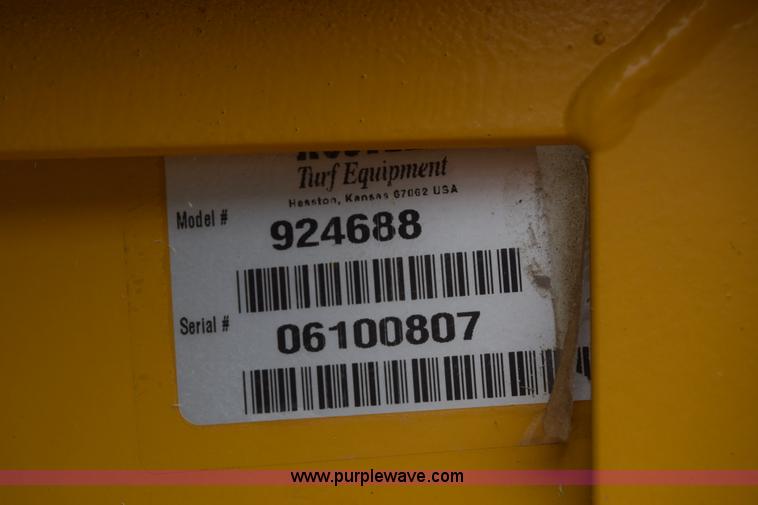 Turf Equipment
Hesston, Kansas 67062 USA
Model #
924688
Serial #
06100807
www.purplewave.com